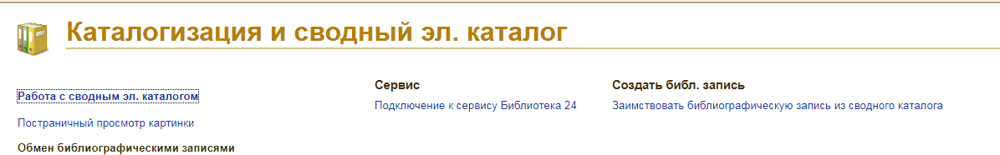 Каталогизация и сводный эл. каталог
Работа с сводным эл. каталогом
Постраничный просмотр картинки
Обмен библиографическими записями
Сервис
Подключение к сервису Библиотека 24
Создать библ. запись
Заимствовать библиографическую запись из сводного каталога